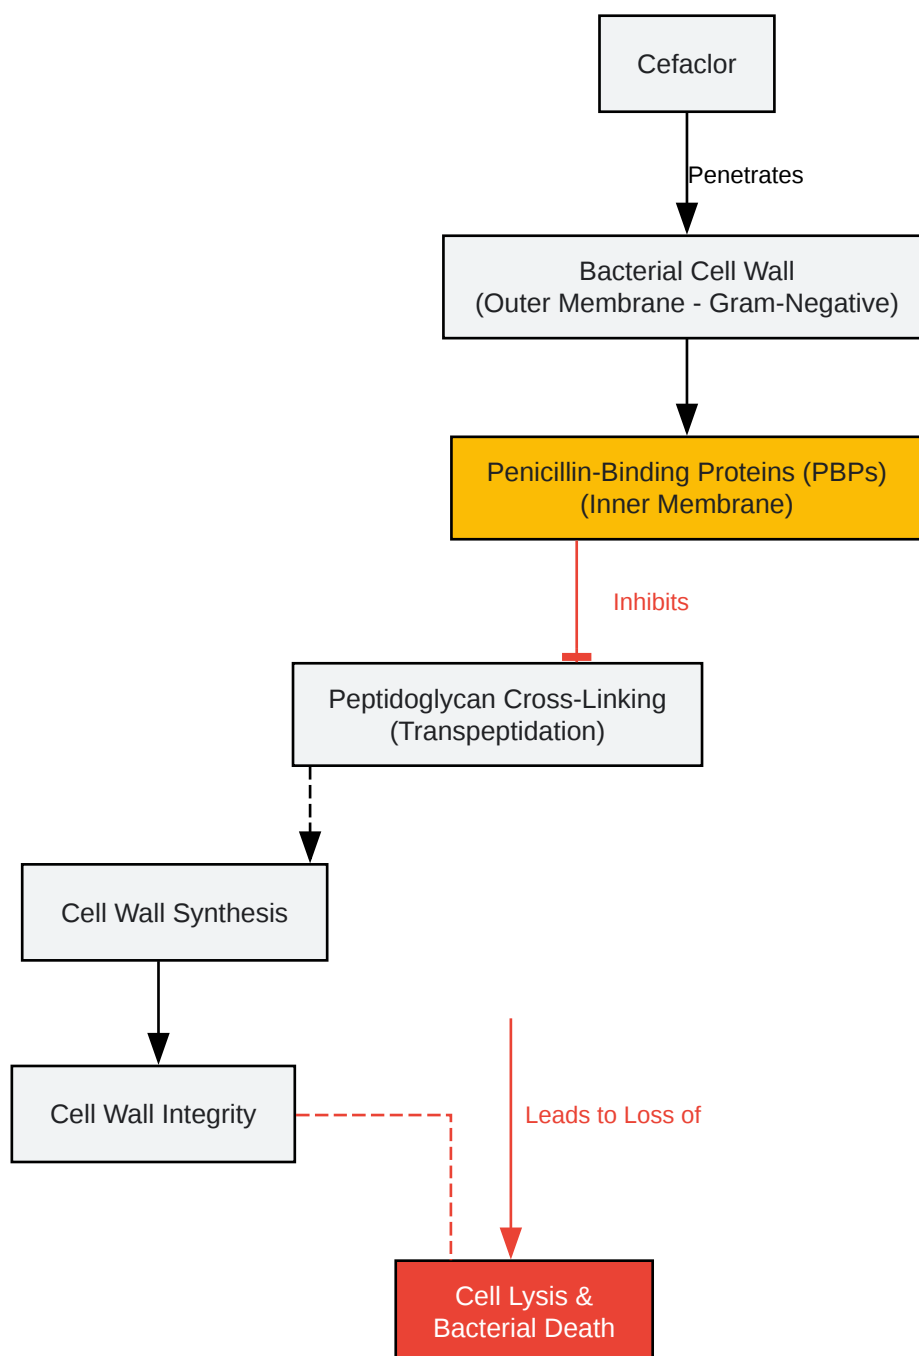 Cefaclor
Penetrates
Bacterial Cell Wall
(Outer Membrane - Gram-Negative)
Penicillin-Binding Proteins (PBPs)
(Inner Membrane)
Inhibits
Peptidoglycan Cross-Linking
(Transpeptidation)
Cell Wall Synthesis
Cell Wall Integrity
Leads to Loss of
Cell Lysis &
Bacterial Death